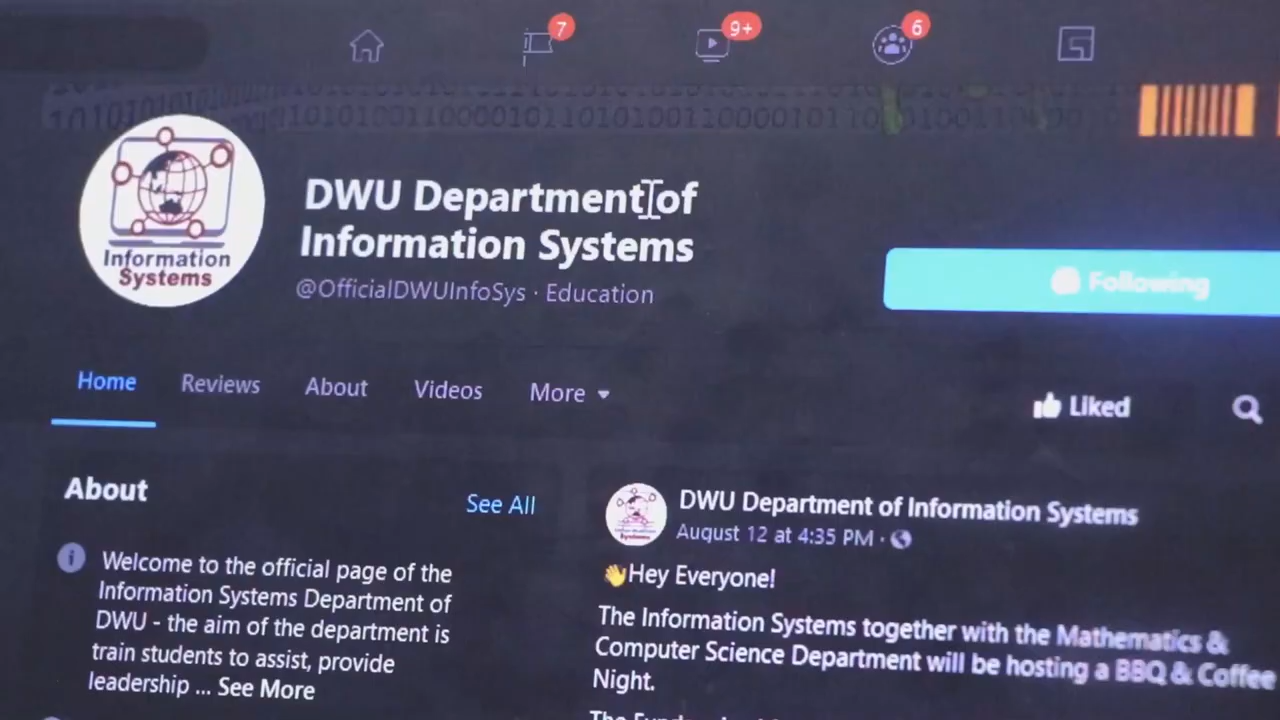 7
9+
6
10101001100001011010100110000101101010011
DWU Department of
Information Systems
@OfficialDWUInfoSys · Education
Information
Systems
Following
Home
Reviews
About
Videos
More
Liked
About
See All
Welcome to the official page of the
Information Systems Department of
DWU - the aim of the department is
train students to assist, provide
leadership ... See More
DWU Department of Information Systems
August 12 at 4:35 PM ·
👋Hey Everyone!
The Information Systems together with the Mathematics &
Computer Science Department will be hosting a BBQ & Coffee
Night.